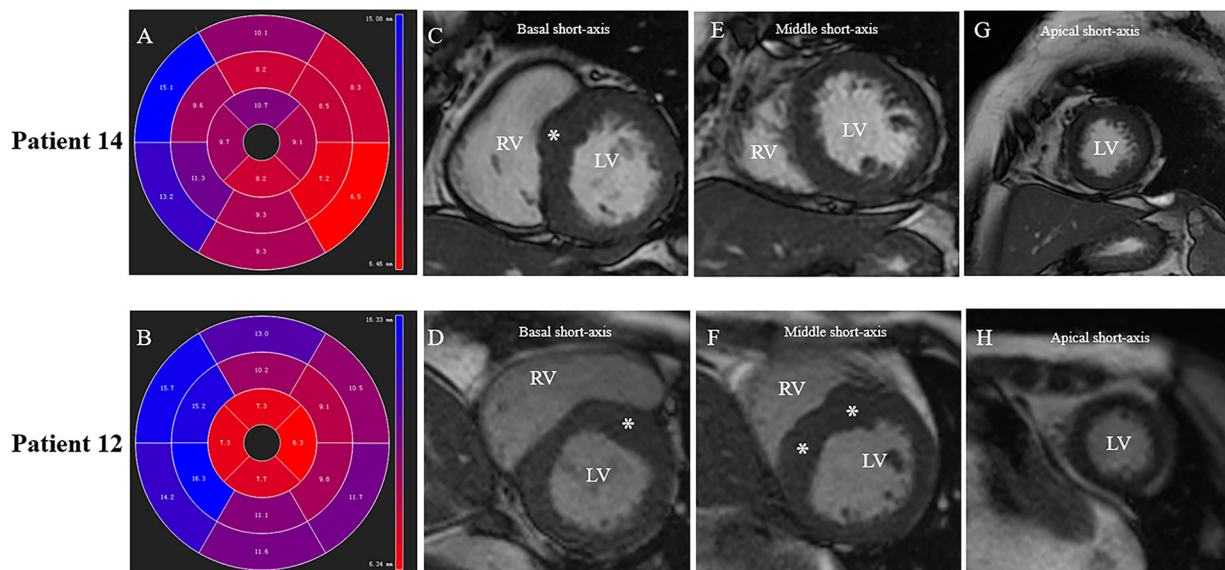 Patient 14
A
15.08 mm
10.1
8.3
6.5
9.3
13.2
15.1
8.2
8.5
7.2
9.3
11.3
9.6
10.7
9.1
8.2
9.7
6.46 mm
C
Basal short-axis
RV
*
LV
E
Middle short-axis
RV
LV
G
Apical short-axis
LV
Patient 12
B
16.33 mm
13.0
10.5
11.7
11.6
14.2
15.7
10.2
9.1
9.8
11.1
16.3
15.2
7.3
6.3
7.7
7.3
6.34 mm
D
Basal short-axis
RV
*
LV
F
Middle short-axis
RV
*
*
LV
H
Apical short-axis
LV